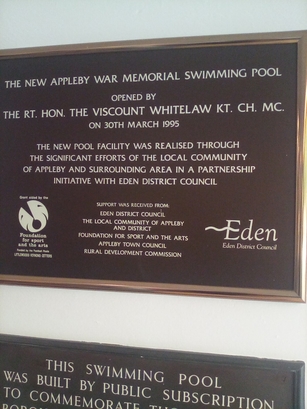 THE NEW APPLEBY WAR MEMORIAL SWIMMING POOL
OPENED BY
THE RT. HON. THE VISCOUNT WHITELAW KT. CH. MC.
ON 30TH MARCH 1995
THE NEW POOL FACILITY WAS REALISED THROUGH
THE SIGNIFICANT EFFORTS OF THE LOCAL COMMUNITY
OF APPLEBY AND SURROUNDING AREA IN A PARTNERSHIP
INITIATIVE WITH EDEN DISTRICT COUNCIL
Foundation
for sport
and the arts
SUPPORT WAS RECEIVED FROM:
EDEN DISTRICT COUNCIL
THE LOCAL COMMUNITY OF APPLEBY
AND DISTRICT
FOUNDATION FOR SPORT AND THE ARTS
APPLEBY TOWN COUNCIL
RURAL DEVELOPMENT COMMISSION
Eden
Eden District Council
THIS SWIMMING POOL
WAS BUILT BY PUBLIC SUBSCRIPTION
TO COMMEMORATE